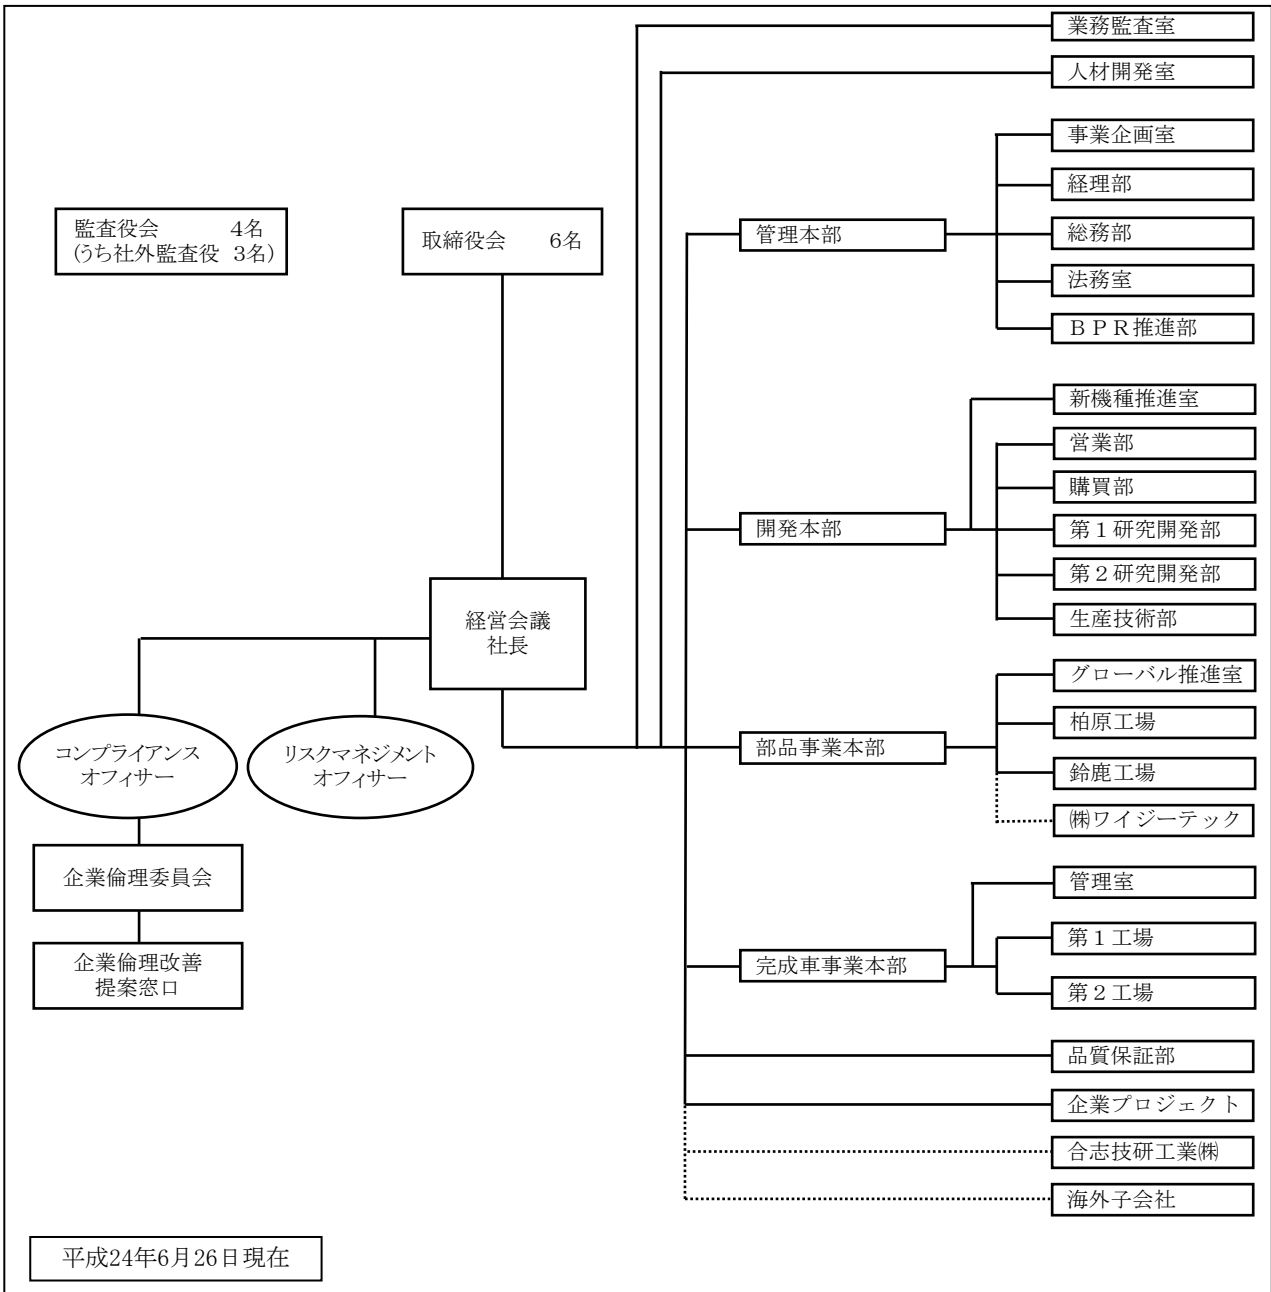 業務監査室
人材開発室
事業企画室
経理部
監査役会 4名
(うち社外監査役 3名)
取締役会 6名
管理本部
総務部
法務室
ＢＰＲ推進部
新機種推進室
営業部
購買部
開発本部
第１研究開発部
第２研究開発部
生産技術部
経営会議
社長
グローバル推進室
柏原工場
コンプライアンス
オフィサー
リスクマネジメント
オフィサー
部品事業本部
鈴鹿工場
㈱ワイジーテック
企業倫理委員会
管理室
第１工場
企業倫理改善
提案窓口
完成車事業本部
第２工場
品質保証部
企業プロジェクト
合志技研工業㈱
海外子会社
平成24年6月26日現在